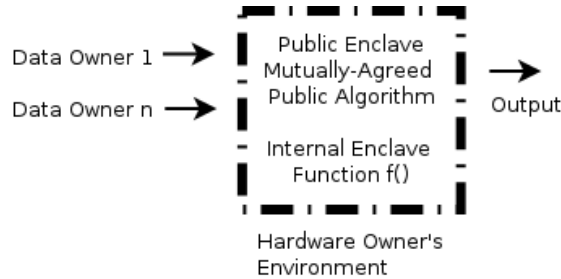 Data Owner 1
Data Owner n
Public Enclave
Mutually-Agreed
Public Algorithm
Internal Enclave
Function f()
Output
Hardware Owner's
Environment